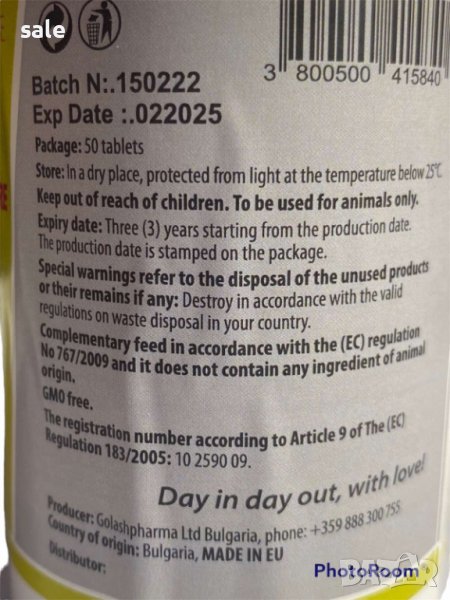 sale
Batch N:.150222
3 800500 415840
Exp Date :.022025
Package: 50 tablets
Store: In a dry place, protected from light at the temperature below 25°C.
Keep out of reach of children. To be used for animals only.
Expiry date: Three (3) years starting from the production date.
The production date is stamped on the package.
Special warnings refer to the disposal of the unused products
or their remains if any: Destroy in accordance with the valid
regulations on waste disposal in your country.
Complementary feed in accordance with the (EC) regulation
No 767/2009 and it does not contain any ingredient of animal
origin.
GMO free.
The registration number according to Article 9 of The (EC)
Regulation 183/2005: 10 2590 09.
Day in day out, with love!
Producer: Golashpharma Ltd Bulgaria, phone: +359 888 300 755
Country of origin: Bulgaria, MADE IN EU
Distributor:
PhotoRoom